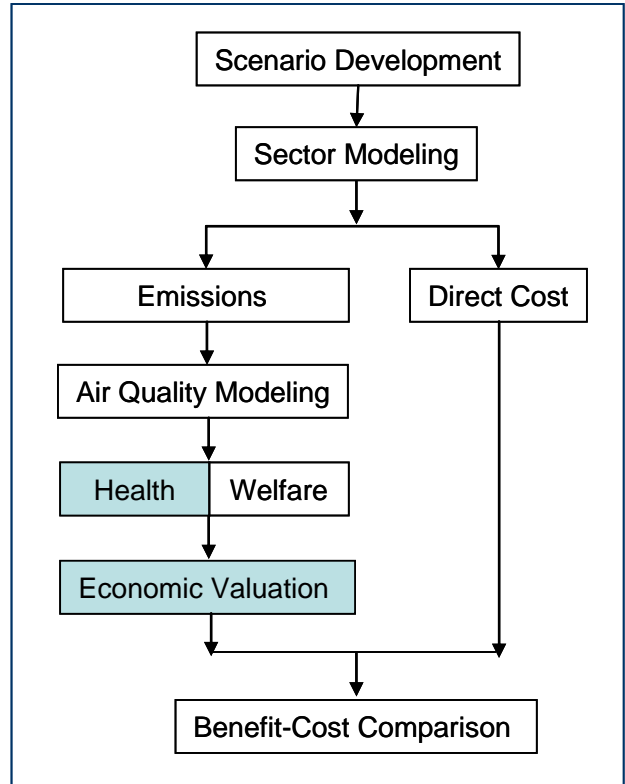 Scenario Development
Sector Modeling
Emissions
Direct Cost
Air Quality Modeling
Health
Welfare
Economic Valuation
Benefit-Cost Comparison